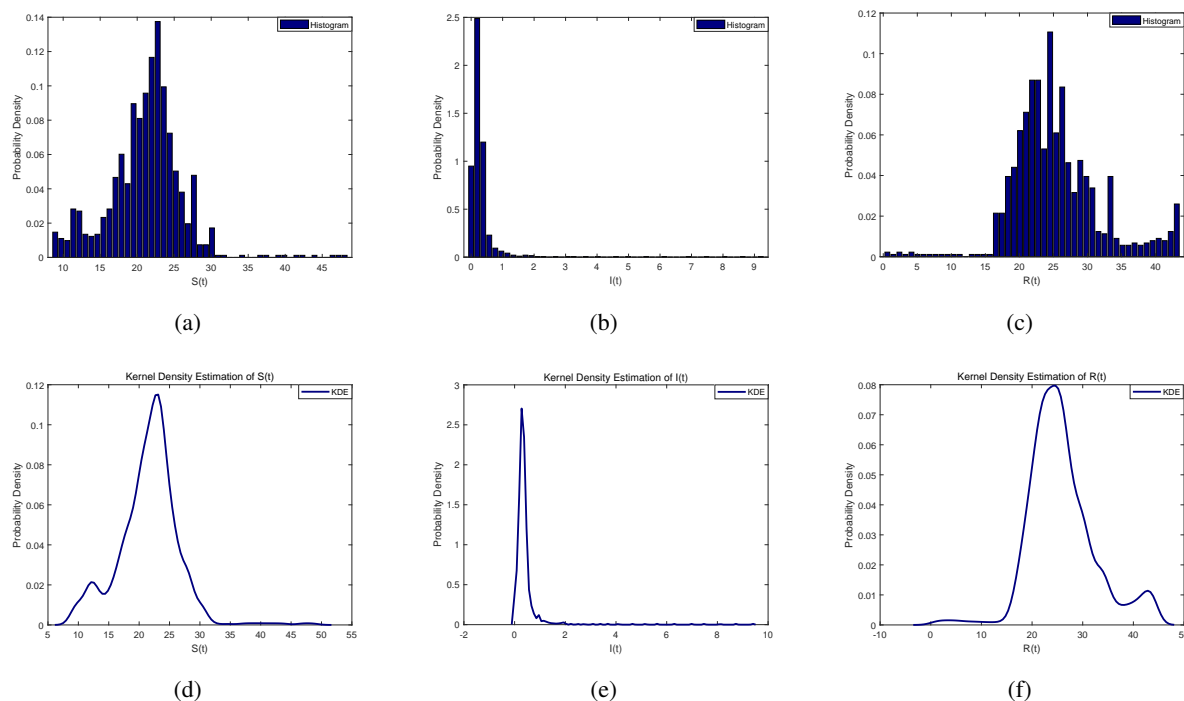 0.14
0.12
0.1
0.08
0.06
0.04
0.02
0
Probability Density
10 15 20 25 30 35 40 45
S(t)
Histogram
(a)
2.5
2
1.5
1
0.5
0
Probability Density
0 1 2 3 4 5 6 7 8 9
I(t)
Histogram
(b)
0.12
0.1
0.08
0.06
0.04
0.02
0
Probability Density
0 5 10 15 20 25 30 35 40
R(t)
Histogram
(c)
Kernel Density Estimation of S(t)
KDE
0.12
0.1
0.08
0.06
0.04
0.02
0
Probability Density
5 10 15 20 25 30 35 40 45 50 55
S(t)
(d)
Kernel Density Estimation of I(t)
KDE
3
2.5
2
1.5
1
0.5
0
Probability Density
-2 0 2 4 6 8 10
I(t)
(e)
Kernel Density Estimation of R(t)
KDE
0.08
0.07
0.06
0.05
0.04
0.03
0.02
0.01
0
Probability Density
-10 0 10 20 30 40 50
R(t)
(f)